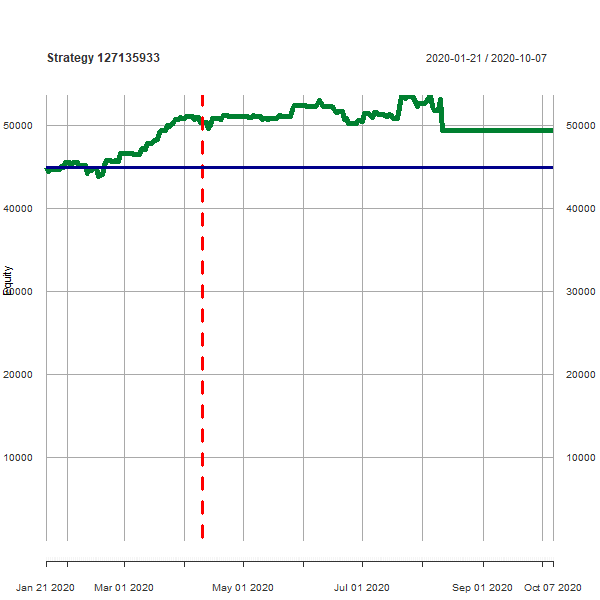 Strategy 127135933
2020-01-21 / 2020-10-07
50000
50000
40000
40000
Equity
30000
30000
20000
20000
10000
10000
Jan 21 2020
Mar 01 2020
May 01 2020
Jul 01 2020
Sep 01 2020
Oct 07 2020